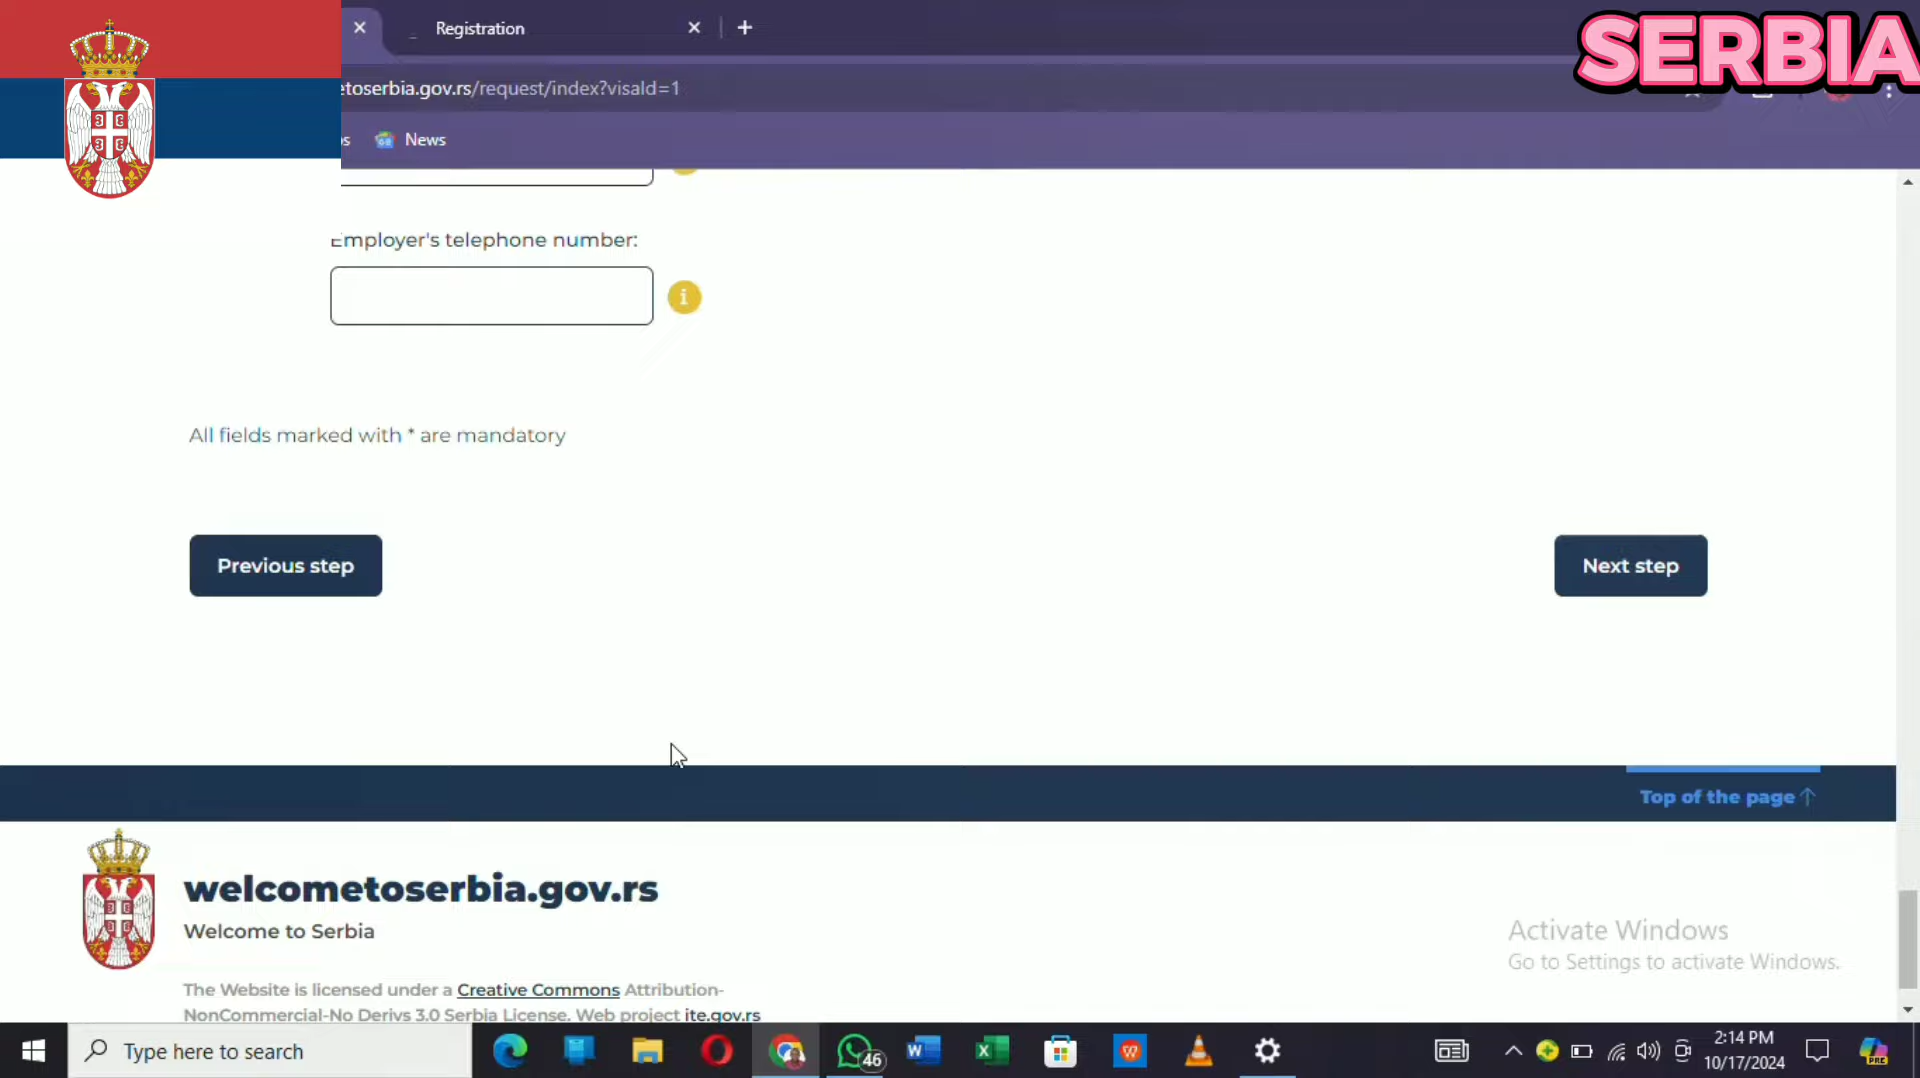 Registration
SERBIA
etoserbia.gov.rs/request/index?visaId=1
News
Employer's telephone number:
All fields marked with * are mandatory
Previous step
Next step
Top of the page ↑
welcometoserbia.gov.rs
Welcome to Serbia
The Website is licensed under a Creative Commons Attribution-
NonCommercial-No Derivs 3.0 Serbia License. Web project ite.gov.rs
Activate Windows
Go to Settings to activate Windows.
Type here to search
46
2:14 PM
10/17/2024